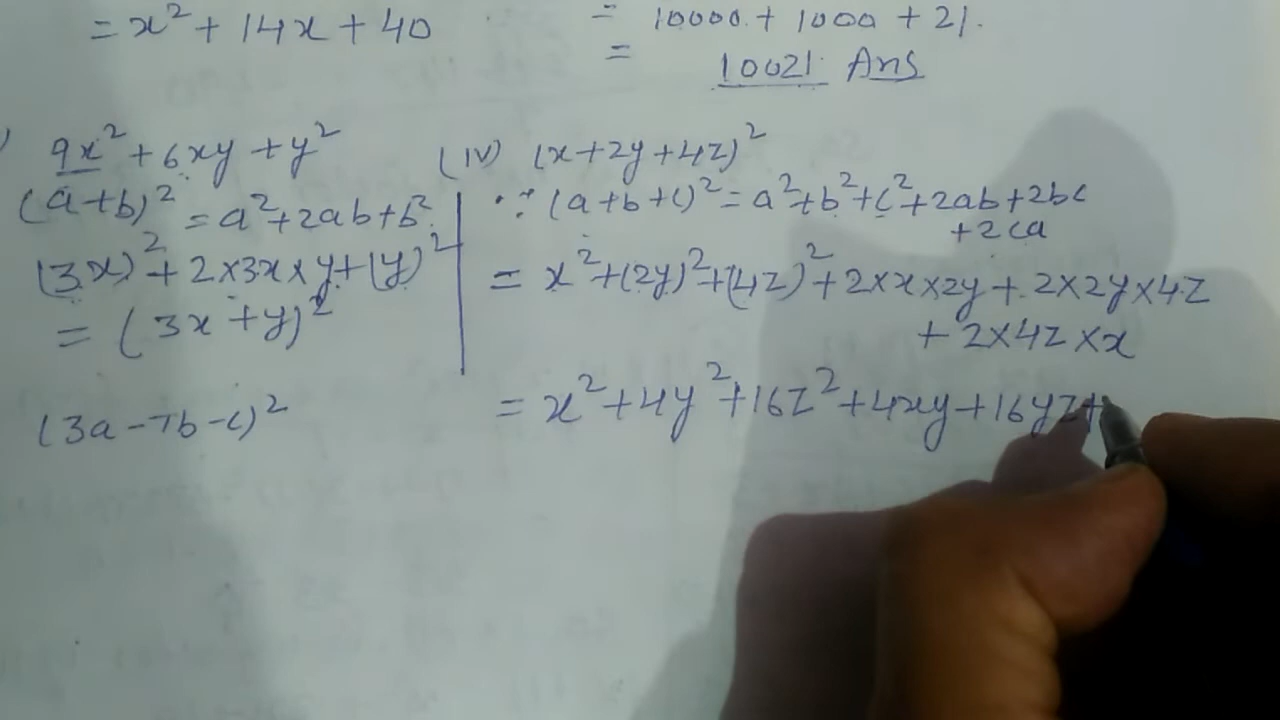 = x² + 14x + 40
= 10000 + 1000 + 21.
= 10021 Ans
) 9x² + 6xy + y²
(a+b)² = a² + 2ab + b²
(3x)² + 2×3x×y + (y)²
= (3x + y)²
(3a - 7b - c)²
(IV) (x + 2y + 4z)²
∵ (a+b+c)² = a² + b² + c² + 2ab + 2bc
+ 2ca
= x² + (2y)² + (4z)² + 2×x×2y + 2×2y×4z
+ 2×4z×x
= x² + 4y² + 16z² + 4xy + 16yz +